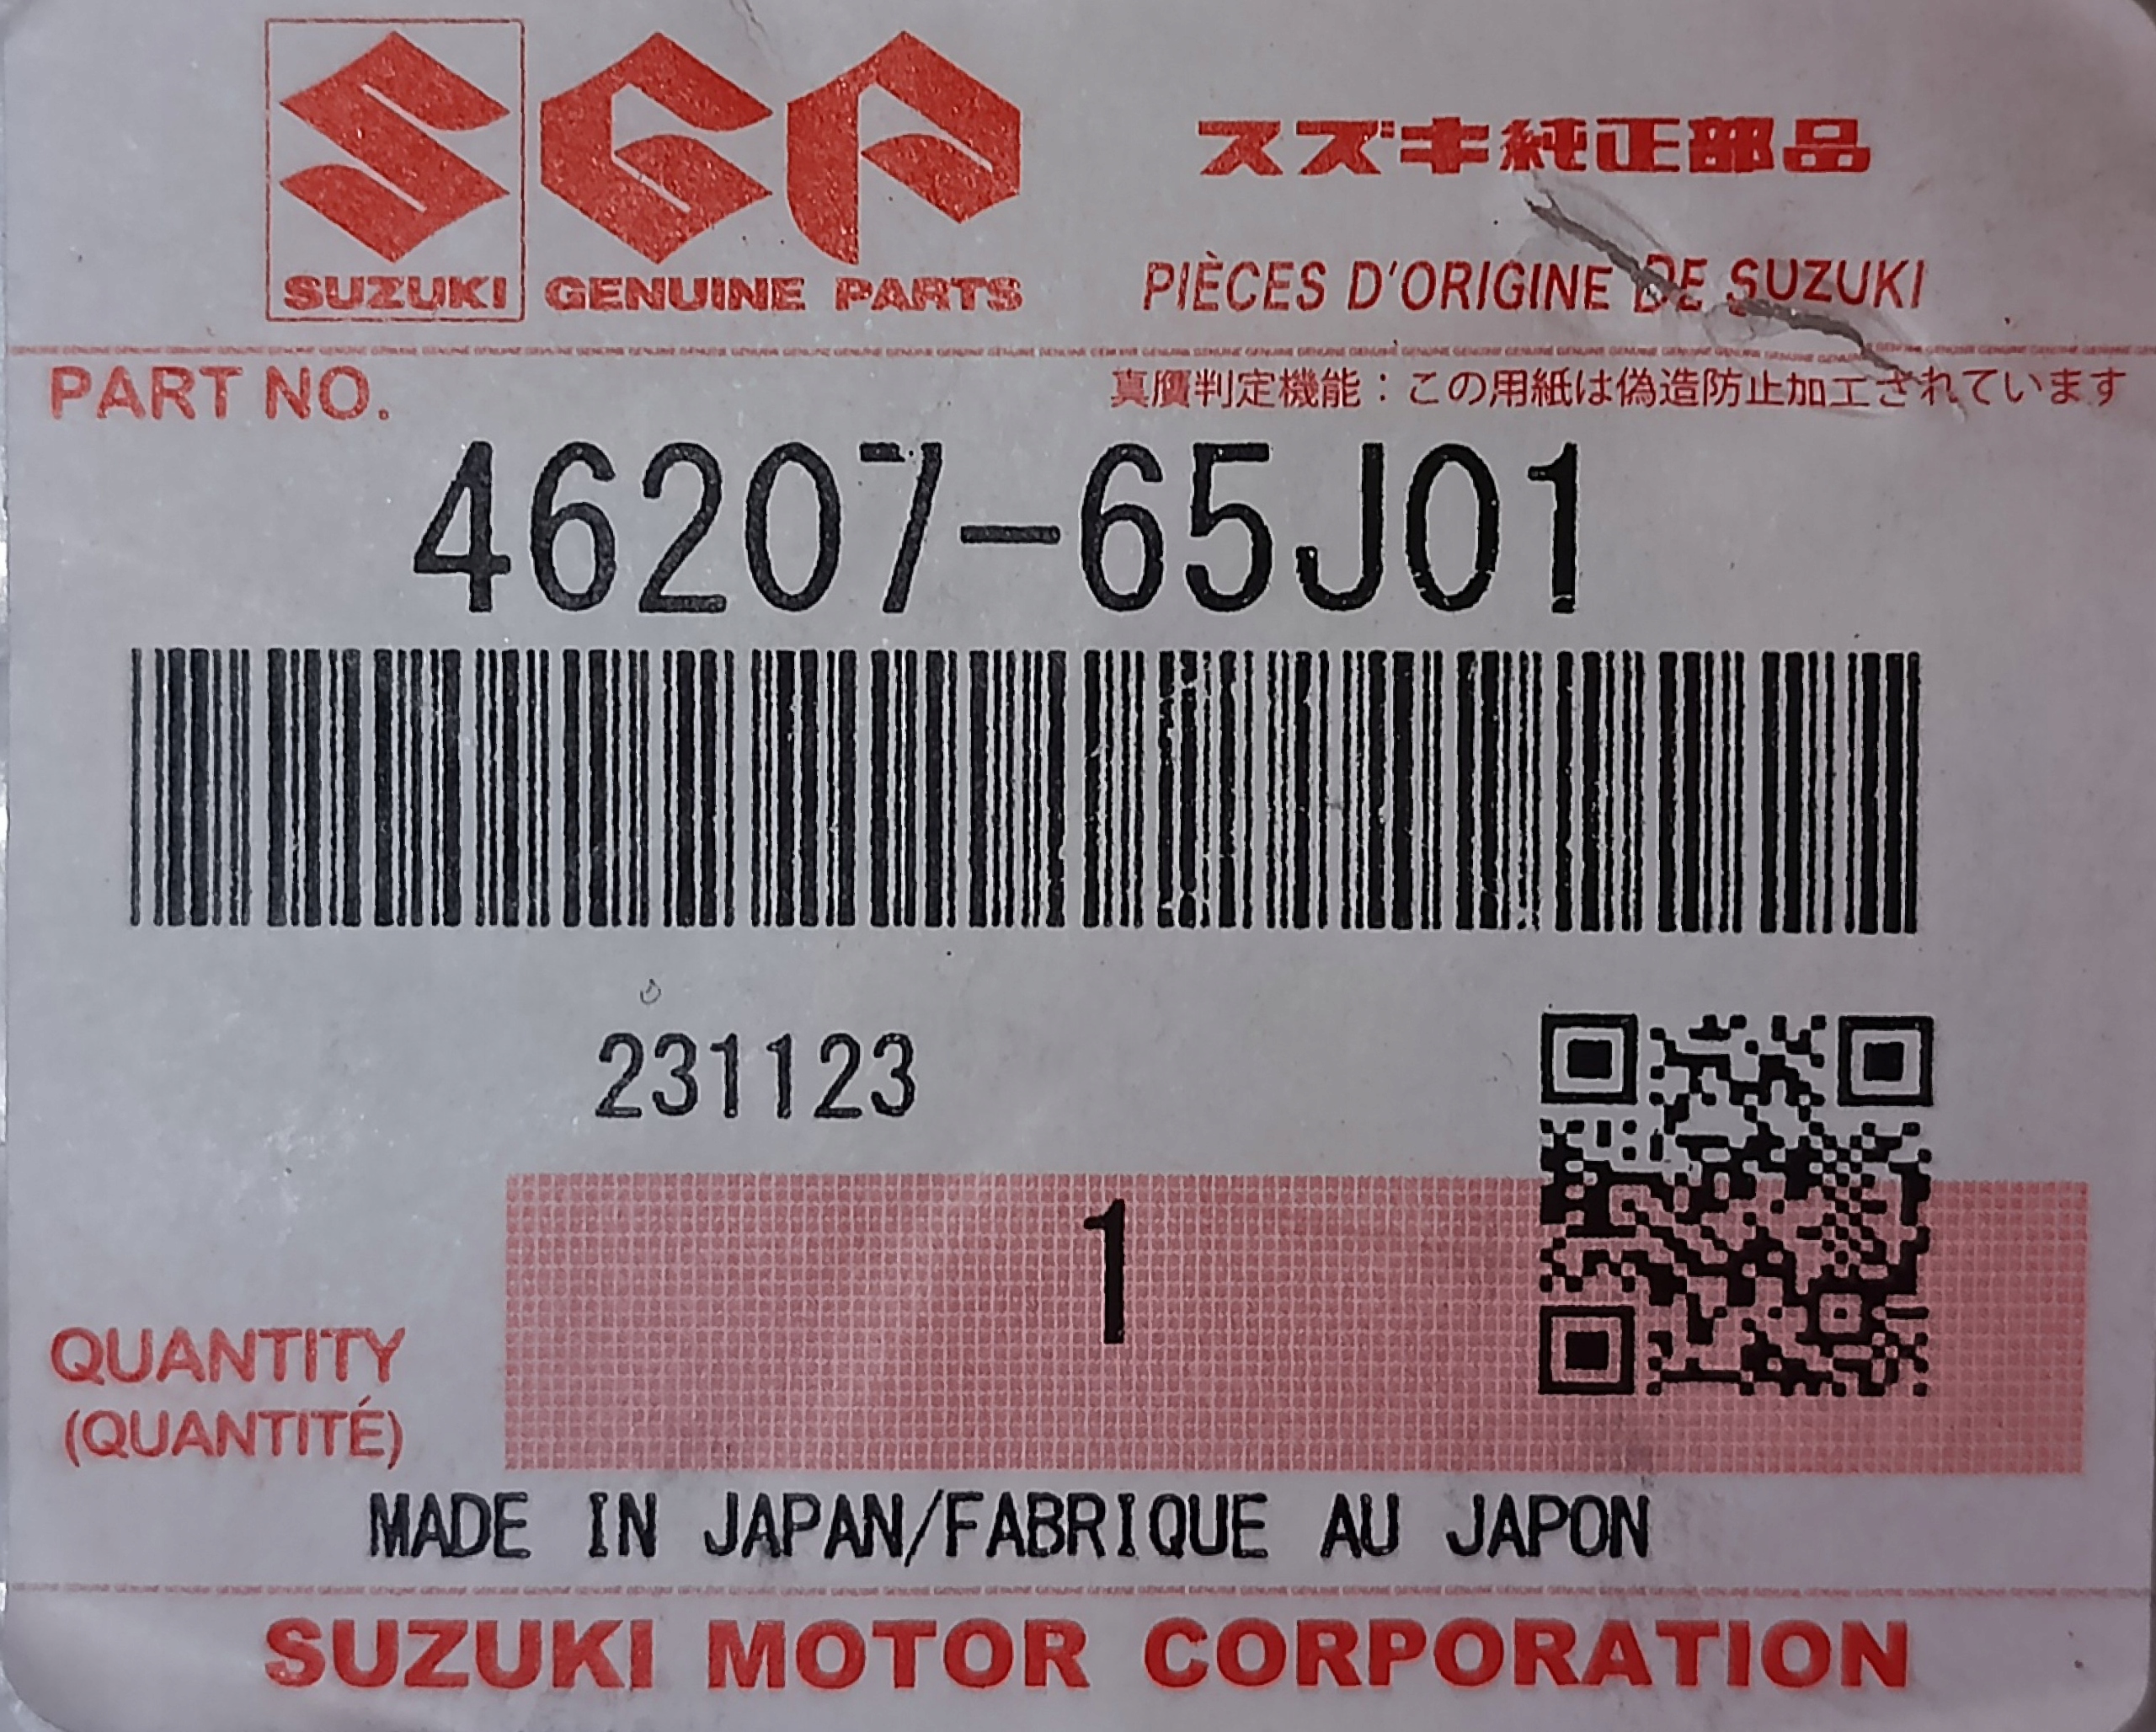 SGP
スズキ純正部品
SUZUKI GENUINE PARTS
PIÈCES D'ORIGINE DE SUZUKI
PART NO.
真贋判定機能：この用紙は偽造防止加工されています
46207-65J01
231123
1
QUANTITY
(QUANTITÉ)
MADE IN JAPAN/FABRIQUE AU JAPON
SUZUKI MOTOR CORPORATION